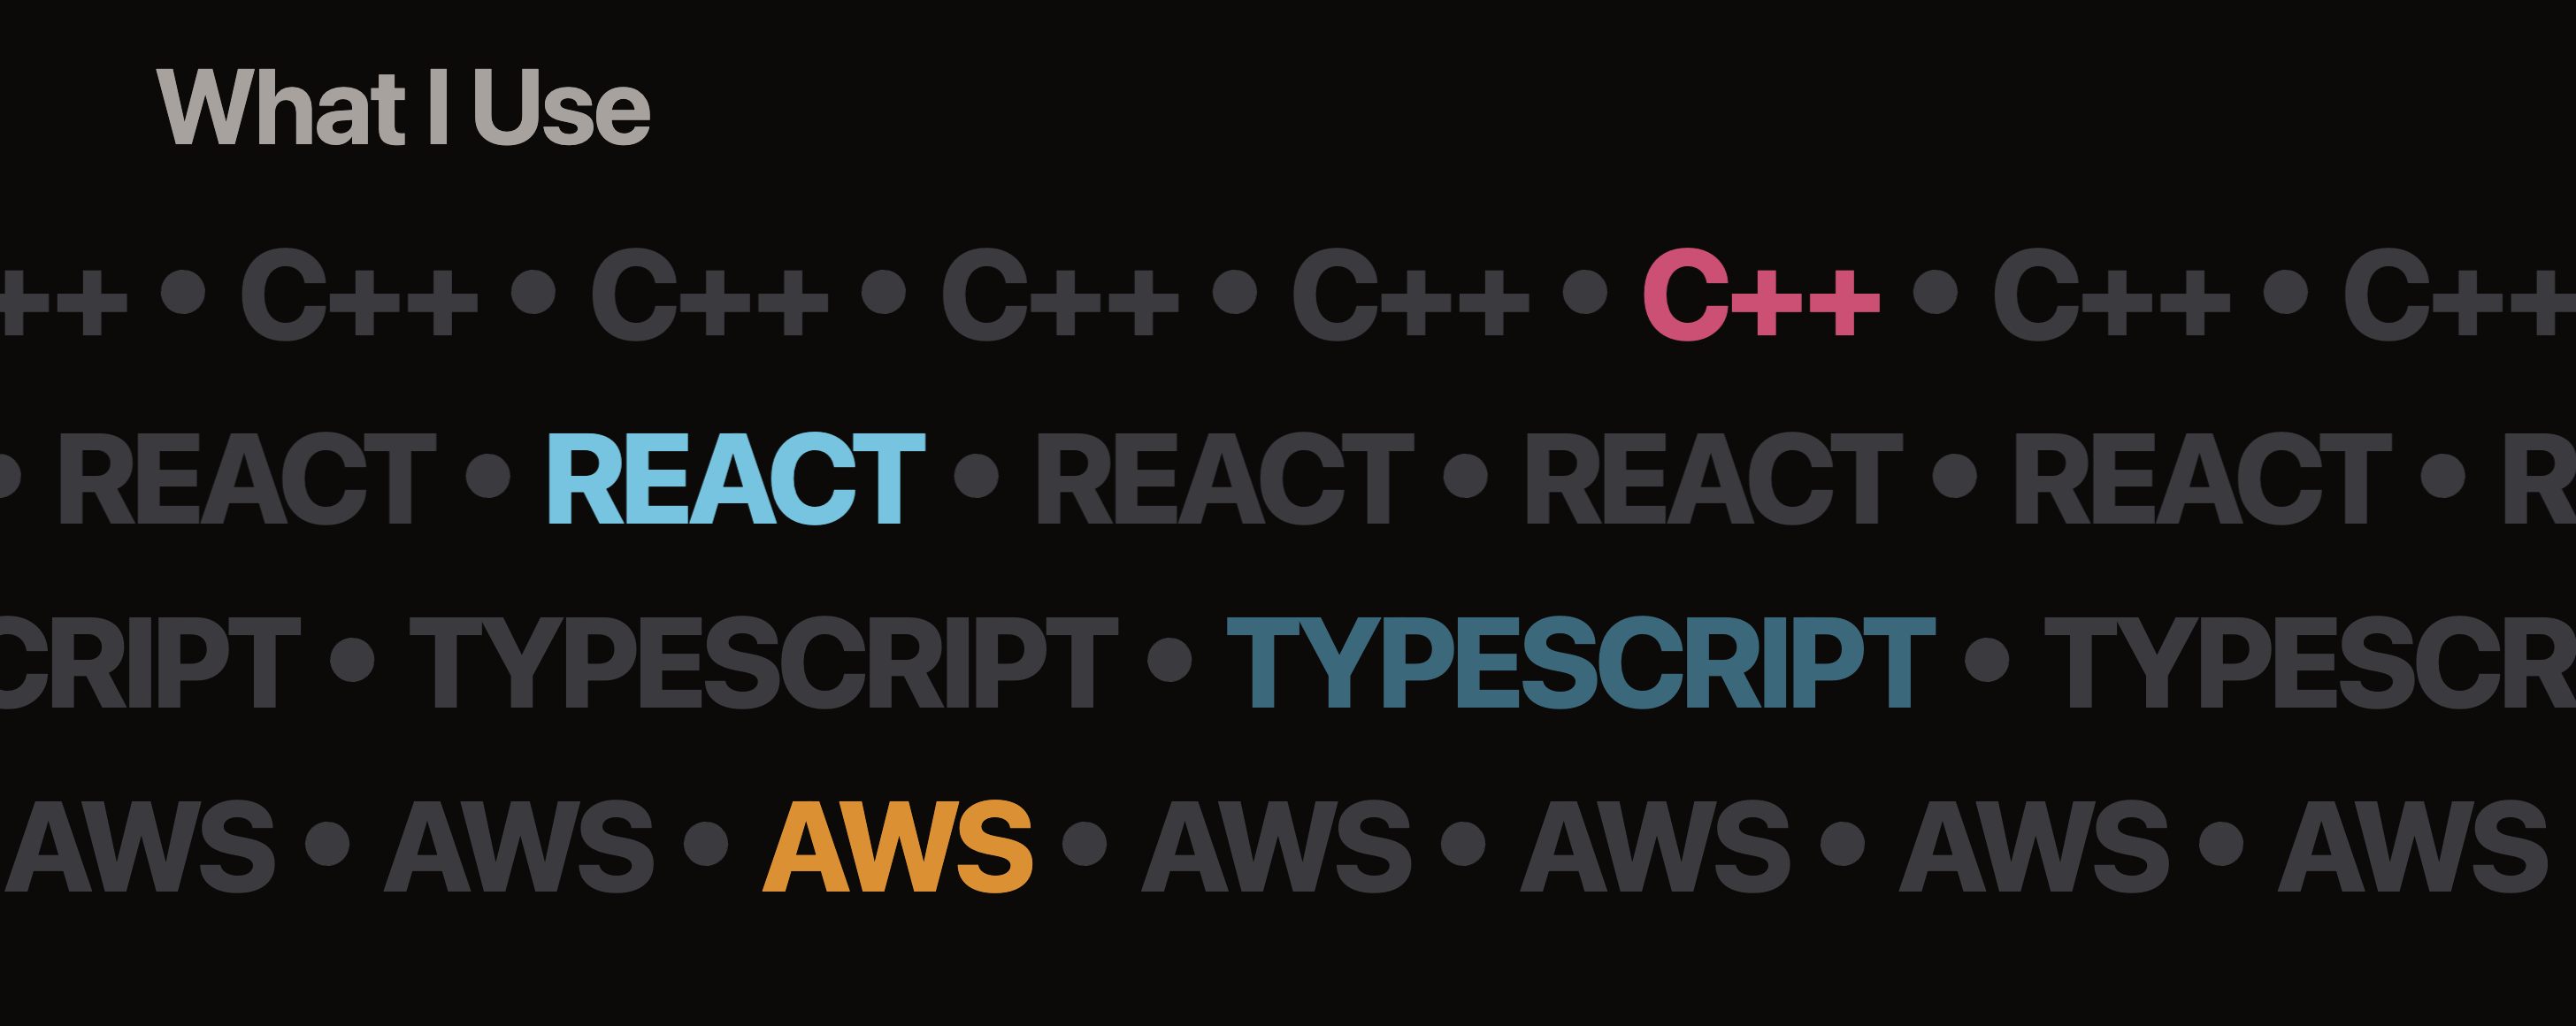 What I Use
++ • C++ • C++ • C++ • C++ • C++ • C++ • C++
• REACT • REACT • REACT • REACT • REACT • R
CRIPT • TYPESCRIPT • TYPESCRIPT • TYPESCR
AWS • AWS • AWS • AWS • AWS • AWS • AWS